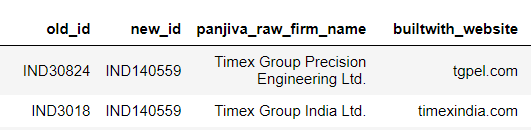 old_id new_id panjiva_raw_firm_name builtwith_website
IND30824 IND140559 Timex Group Precision Engineering Ltd. tgpel.com
IND3018 IND140559 Timex Group India Ltd. timexindia.com